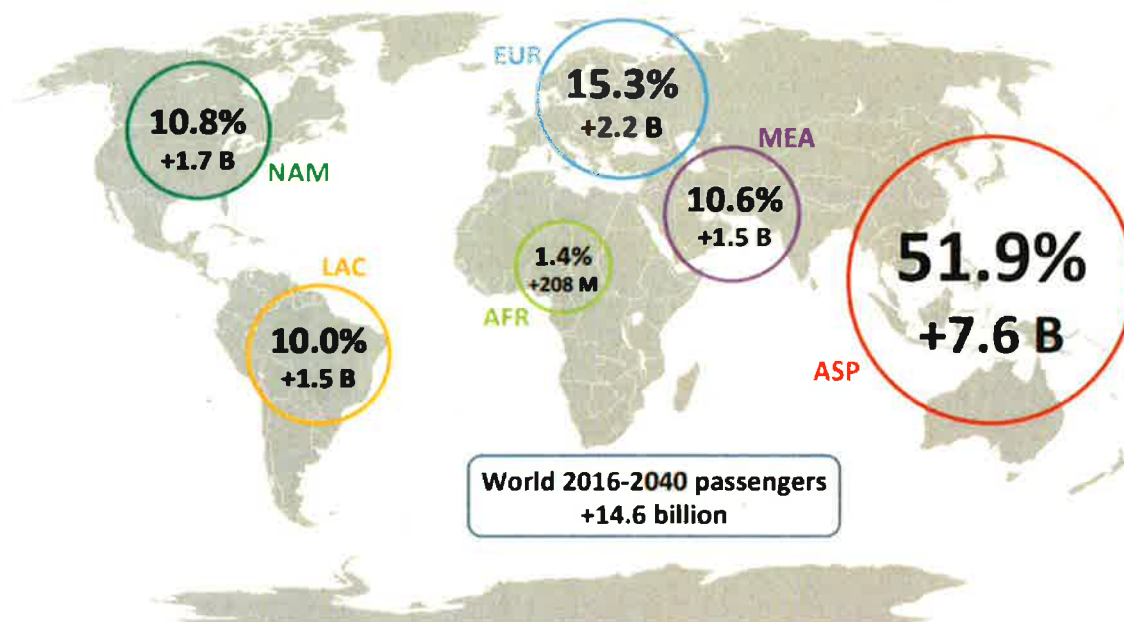 EUR
15.3%
+2.2 B
10.8%
+1.7 B
NAM
MEA
10.6%
+1.5 B
1.4%
+208 M
AFR
LAC
10.0%
+1.5 B
51.9%
+7.6 B
ASP
World 2016-2040 passengers
+14.6 billion